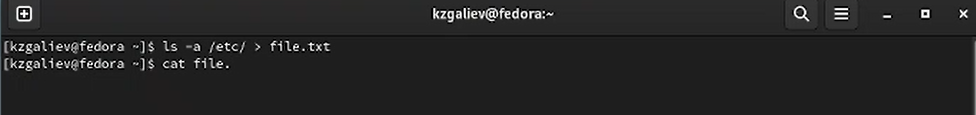 kzgaliev@fedora:~
[kzgaliev@fedora ~]$ ls -a /etc/ > file.txt
[kzgaliev@fedora ~]$ cat file.